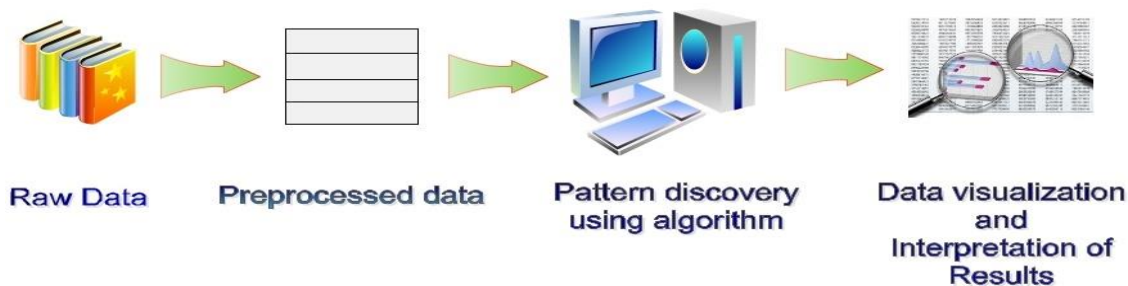 Raw Data
Preprocessed data
Pattern discovery
using algorithm
Data visualization
and
Interpretation of
Results